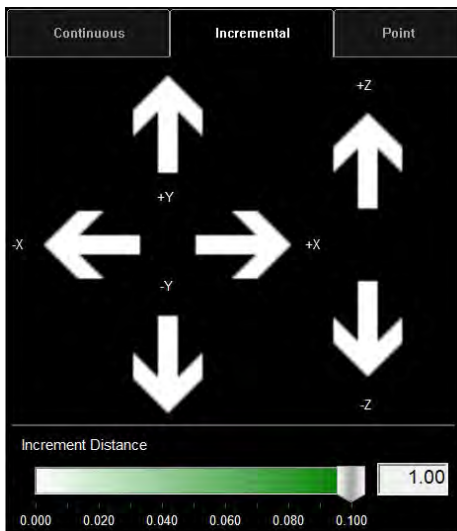 Continuous Incremental Point
+Z
+Y
-X +X
-Y
-Z
Increment Distance
1.00
0.000 0.020 0.040 0.060 0.080 0.100